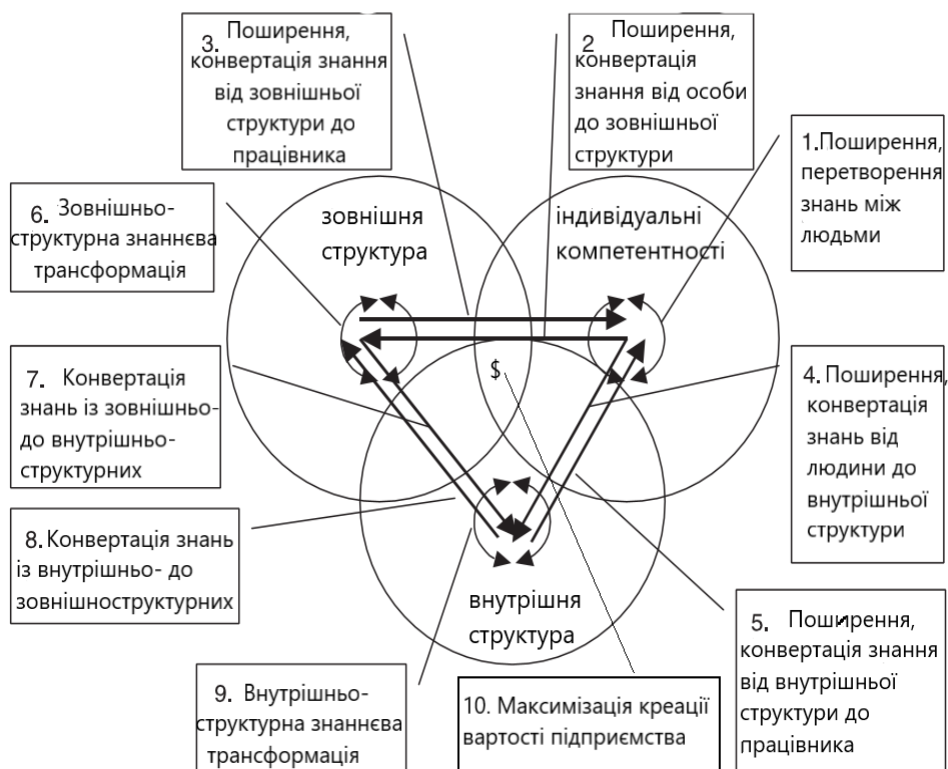 3. Поширення,
конвертація знання
від зовнішньої
структури до
працівника
2 Поширення,
конвертація
знання від особи
до зовнішньої
структури
1.Поширення,
перетворення
знань між
людьми
6. Зовнішньо-
структурна знаннєва
трансформація
зовнішня
структура
індивідуальні
компетентності
$
7. Конвертація
знань із зовнішньо-
до внутрішньо-
структурних
4. Поширення,
конвертація
знань від
людини до
внутрішньої
структури
8. Конвертація знань
із внутрішньо- до
зовнішноструктурних
внутрішня
структура
5. Поширення,
конвертація знання
від внутрішньої
структури до
працівника
9. Внутрішньо-
структурна знаннєва
трансформація
10. Максимізація креації
вартості підприємства